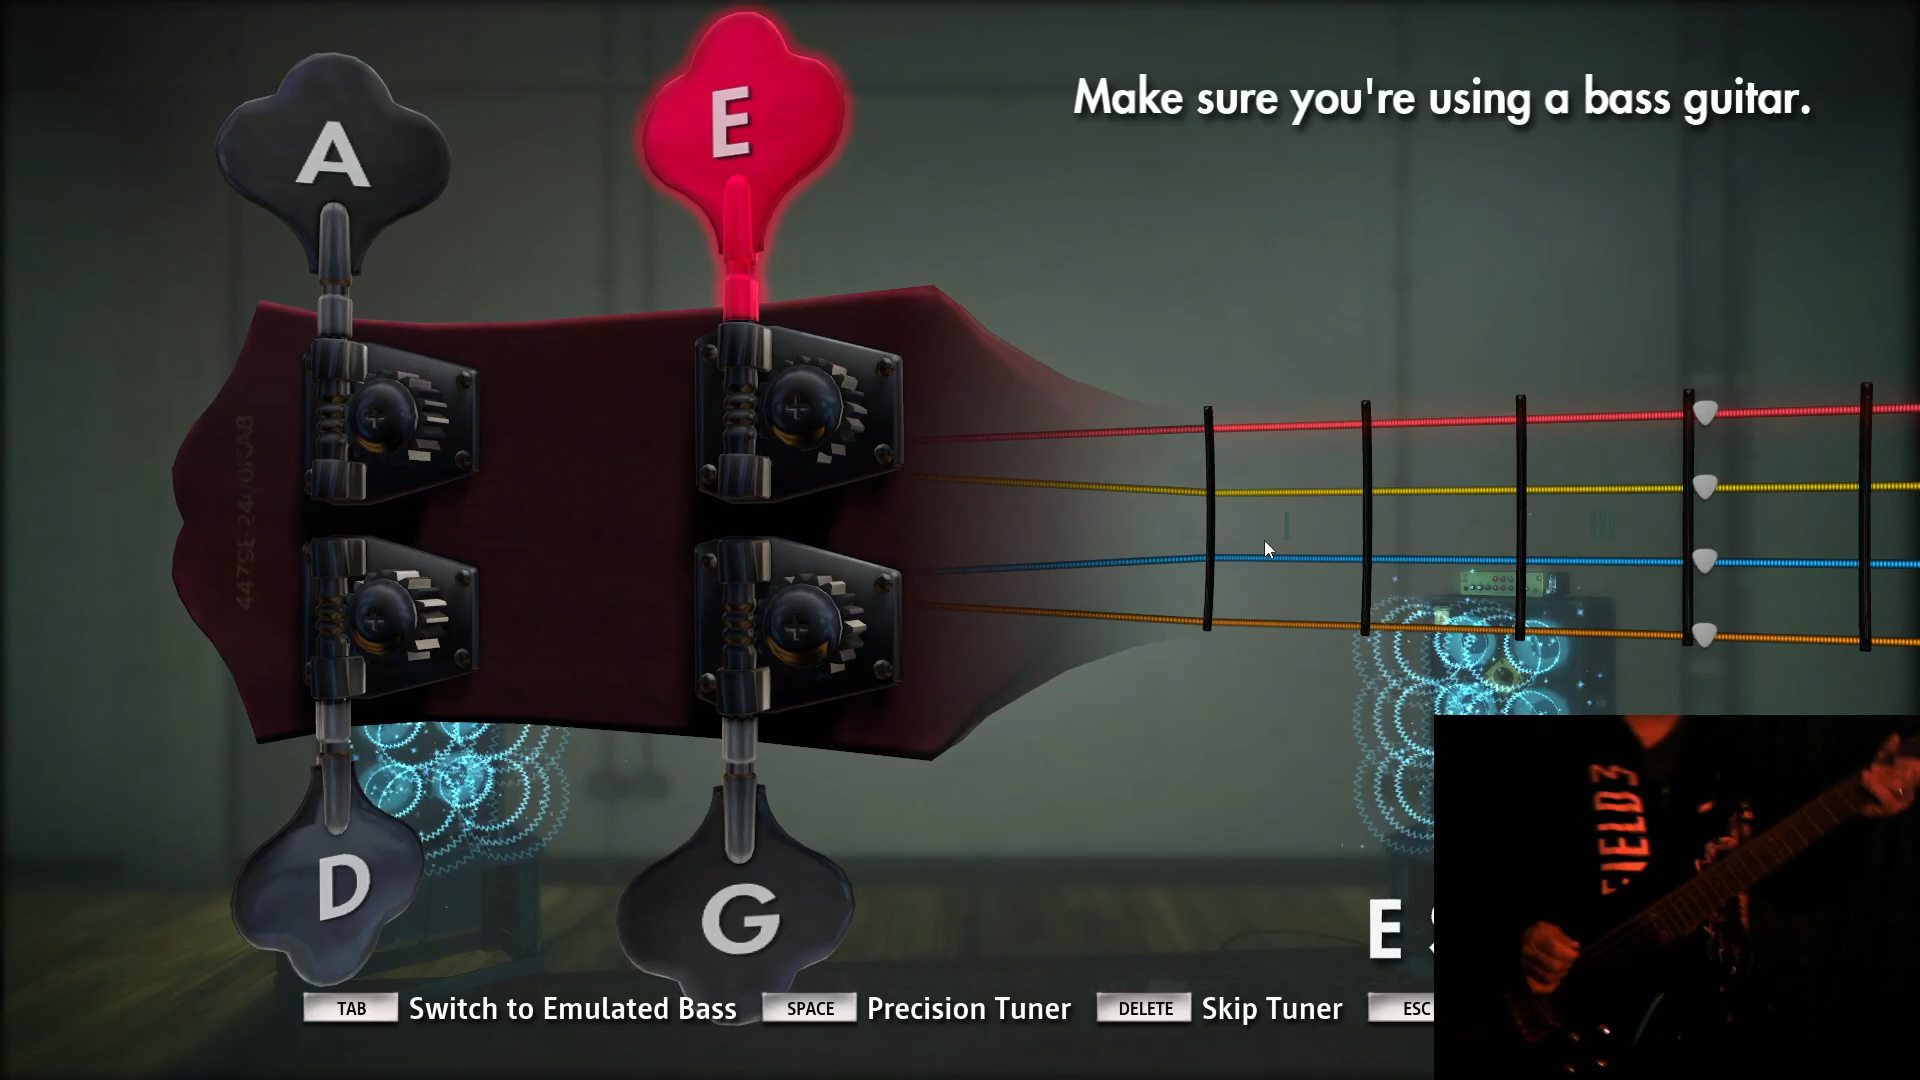 Make sure you're using a bass guitar.
A
E
D
G
E
TAB Switch to Emulated Bass SPACE Precision Tuner DELETE Skip Tuner ESC